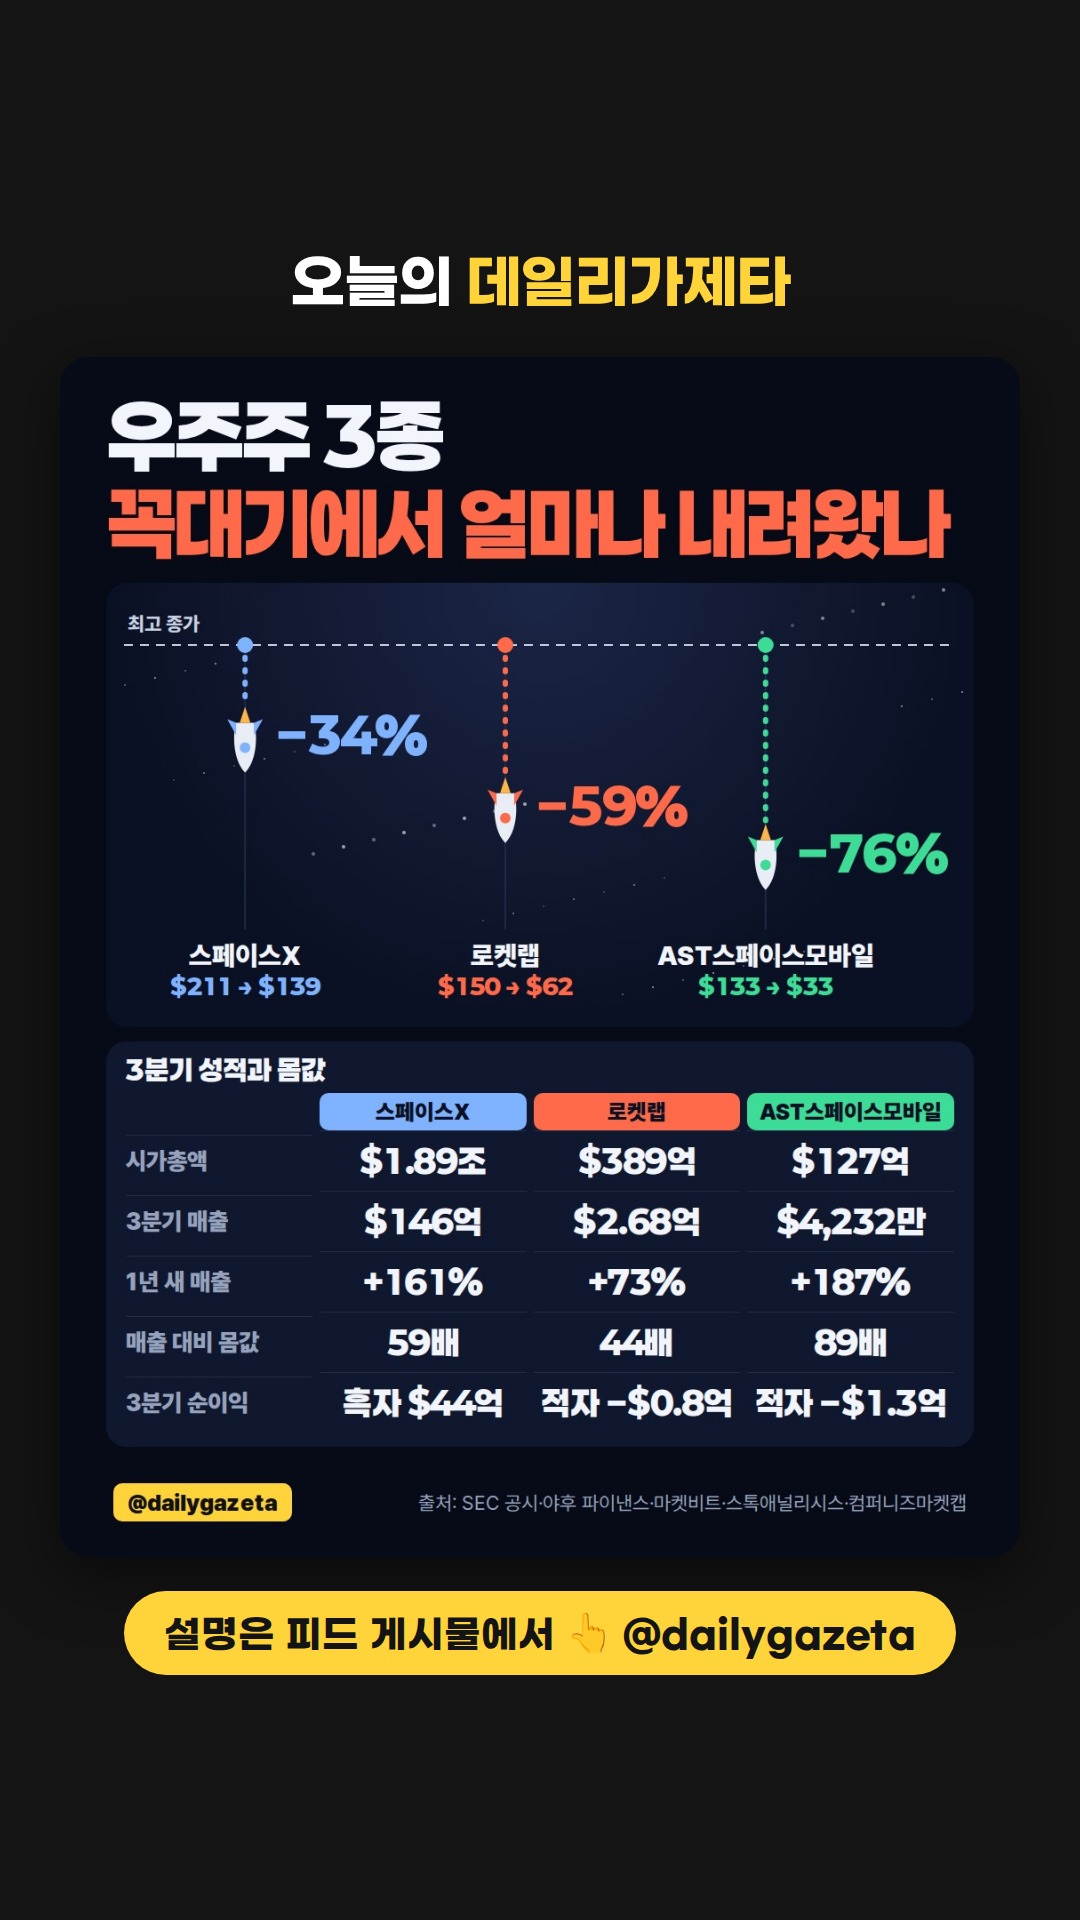 오늘의 데일리가제타
우주주 3종
꼭대기에서 얼마나 내려왔나
최고 종가
−34%
−59%
−76%
스페이스X 로켓랩 AST스페이스모바일
$211 → $139 $150 → $62 $133 → $33
3분기 성적과 몸값
스페이스X 로켓랩 AST스페이스모바일
시가총액 $1.89조 $389억 $127억
3분기 매출 $146억 $2.68억 $4,232만
1년 새 매출 +161% +73% +187%
매출 대비 몸값 59배 44배 89배
3분기 순이익 흑자 $44억 적자 −$0.8억 적자 −$1.3억
@dailygazeta 출처: SEC 공시·야후 파이낸스·마켓비트·스톡애널리시스·컴퍼니즈마켓캡
설명은 피드 게시물에서 👆 @dailygazeta